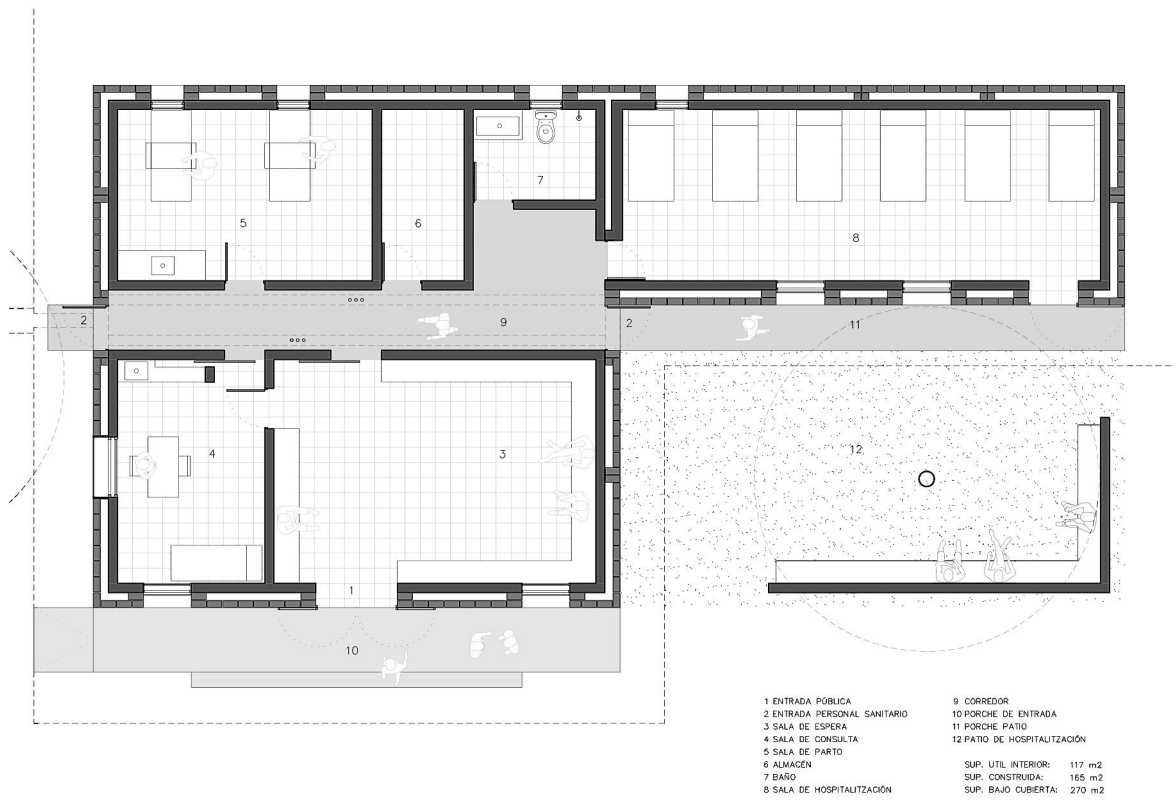 5
6
7
8
2
9
2
11
4
3
12
1
10
1 ENTRADA PÓBLICA
2 ENTRADA PERSONAL SANITARIO
3 SALA DE ESPERA
4 SALA DE CONSULTA
5 SALA DE PARTO
6 ALMACÉN
7 BAÑO
8 SALA DE HOSPITALITZACIÓN
9 CORREDOR
10 PORCHE DE ENTRADA
11 PORCHE PATIO
12 PATIO DE HOSPITALITZACIÓN
SUP. UTIL INTERIOR: 117 m2
SUP. CONSTRUIDA: 165 m2
SUP. BAJO CUBIERTA: 270 m2